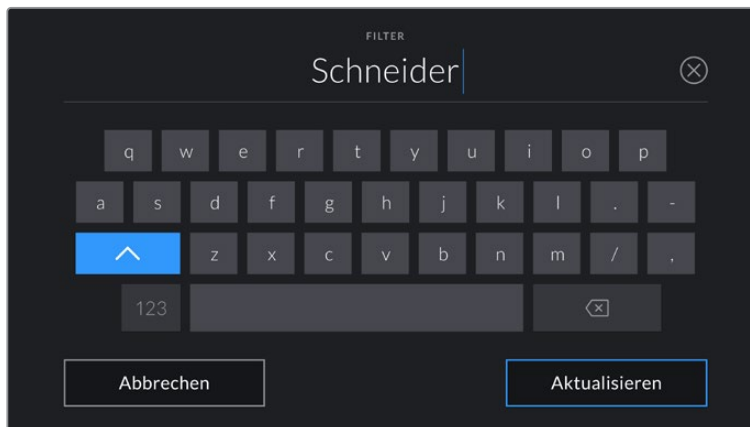 FILTER
Schneider
q w e r t y u i o p
a s d f g h j k l . -
z x c v b n m / ,
123
Abbrechen Aktualisieren